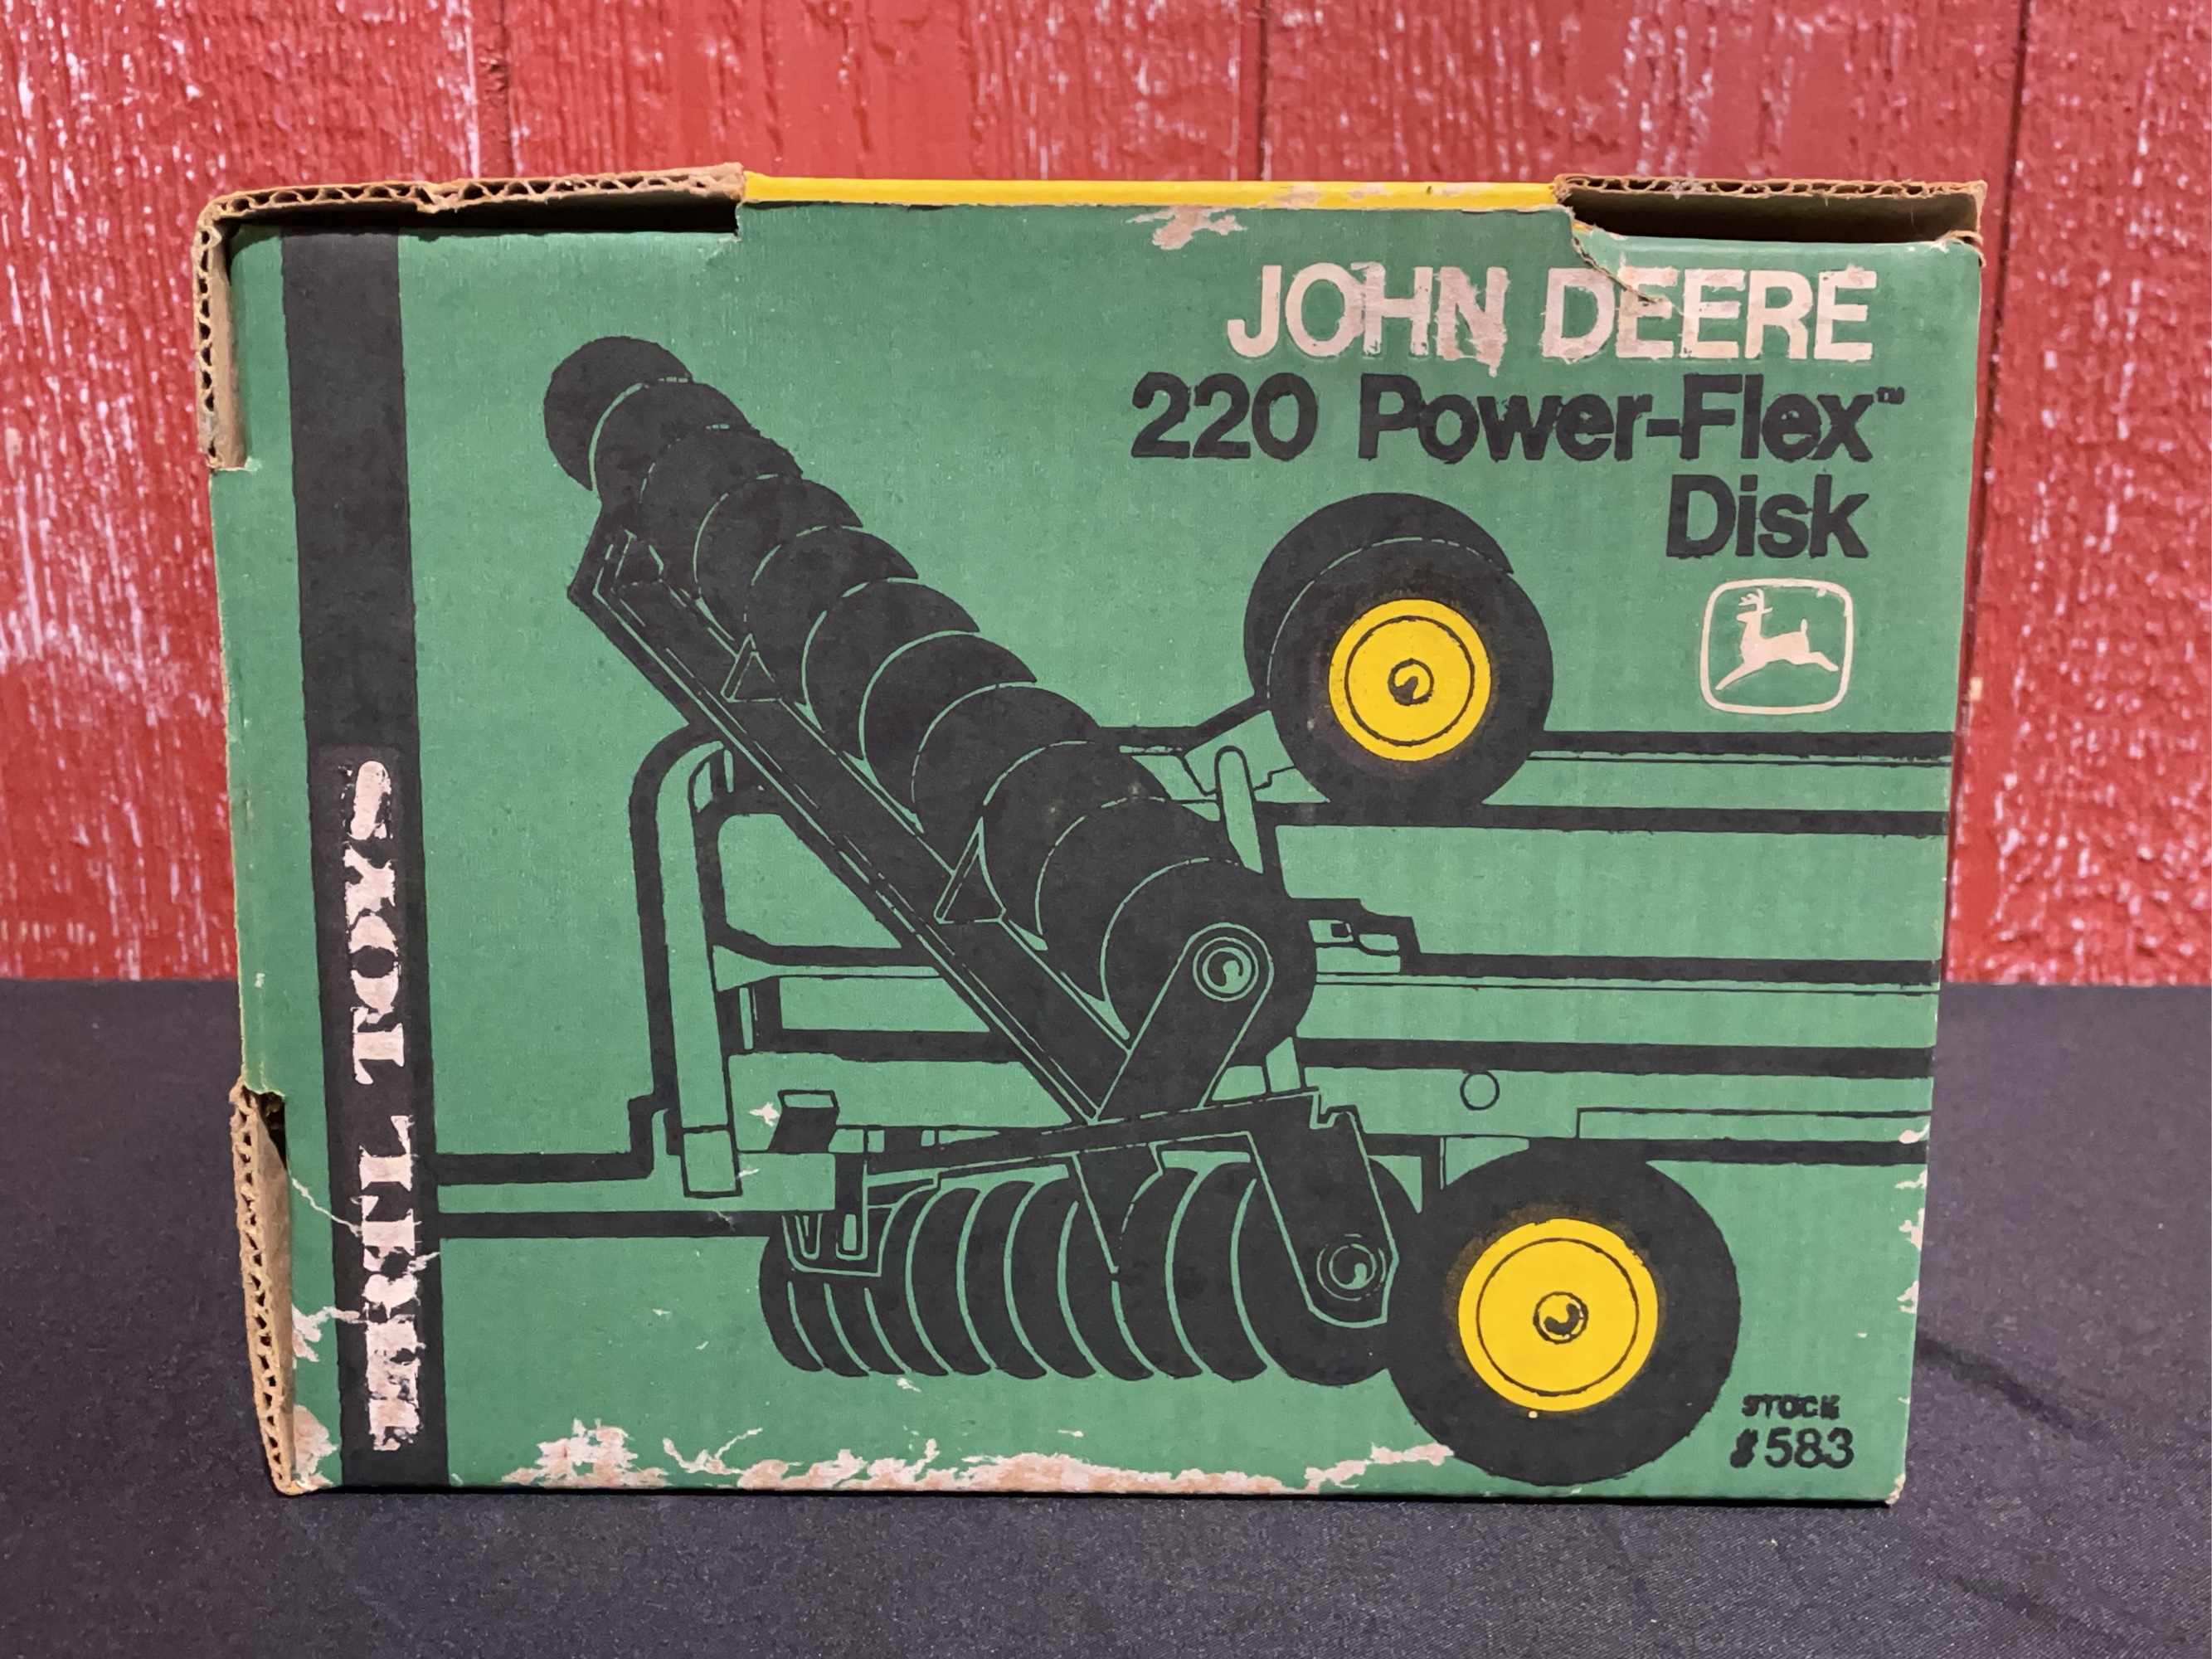 JOHN DEERE
220 Power-Flex™
Disk
ERTL TOYS
STOCK
#583